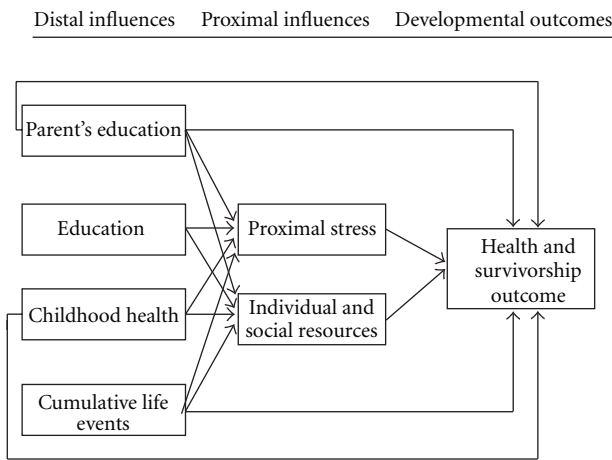 Distal influences Proximal influences Developmental outcomes
Parent's education
Education
Childhood health
Cumulative life
events
Proximal stress
Individual and
social resources
Health and
survivorship
outcome